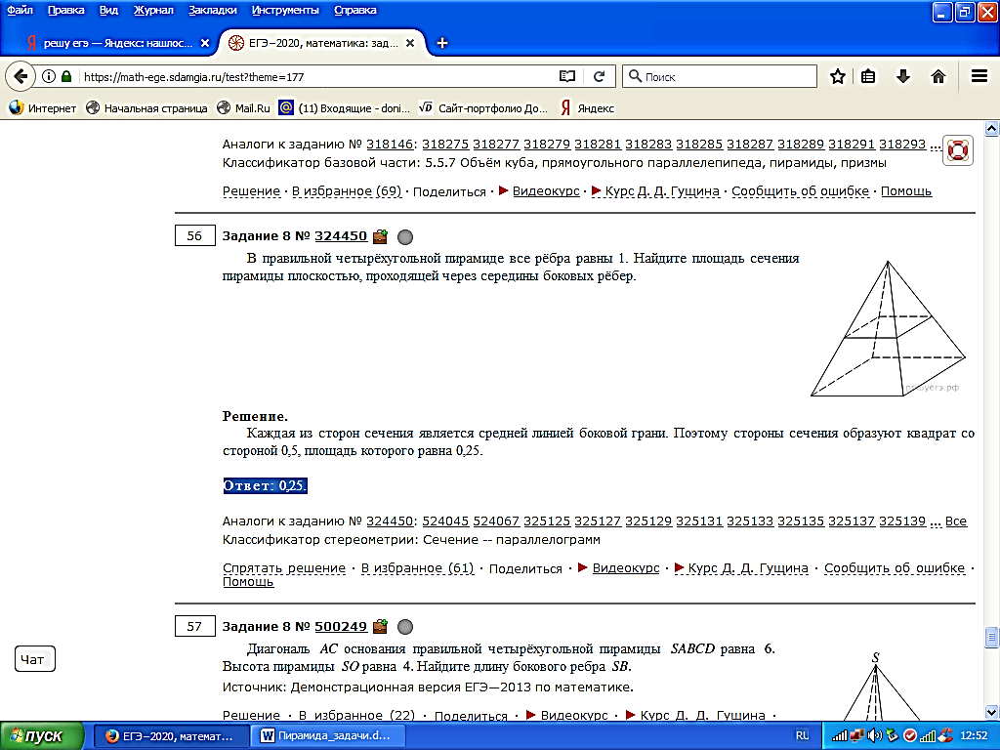 Файл Правка Вид Журнал Закладки Инструменты Справка
решу егэ — Яндекс: нашлос... × ЕГЭ–2020, математика: зад... × +
https://math-ege.sdamgia.ru/test?theme=177 Поиск
Интернет Начальная страница Mail.Ru (11) Входящие - doni... Сайт-портфолио До... Яндекс
Аналоги к заданию № 318146: 318275 318277 318279 318281 318283 318285 318287 318289 318291 318293 ...
Классификатор базовой части: 5.5.7 Объём куба, прямоугольного параллелепипеда, пирамиды, призмы
Решение · В избранное (69) · Поделиться · Видеокурс · Курс Д. Д. Гущина · Сообщить об ошибке · Помощь
56 Задание 8 № 324450
В правильной четырёхугольной пирамиде все рёбра равны 1. Найдите площадь сечения
пирамиды плоскостью, проходящей через середины боковых рёбер.
решуегэ.рф
Решение.
Каждая из сторон сечения является средней линией боковой грани. Поэтому стороны сечения образуют квадрат со
стороной 0,5, площадь которого равна 0,25.
Ответ: 0,25.
Аналоги к заданию № 324450: 524045 524067 325125 325127 325129 325131 325133 325135 325137 325139 ... Все
Классификатор стереометрии: Сечение -- параллелограмм
Спрятать решение · В избранное (61) · Поделиться · Видеокурс · Курс Д. Д. Гущина · Сообщить об ошибке ·
Помощь
57 Задание 8 № 500249
Диагональ AC основания правильной четырёхугольной пирамиды SABCD равна 6.
Высота пирамиды SO равна 4. Найдите длину бокового ребра SB.
S
Чат
Источник: Демонстрационная версия ЕГЭ—2013 по математике.
Решение · В избранное (22) · Поделиться · Видеокурс · Курс Д. Д. Гущина ·
пуск ЕГЭ–2020, математ... Пирамида_задачи.d... RU 12:52